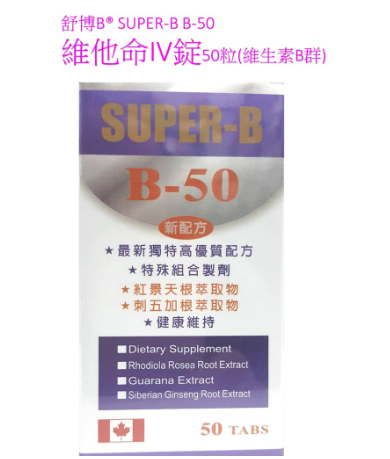 舒博B® SUPER-B B-50
維他命IV錠50粒(維生素B群)
SUPER-B
B-50
新配方
★最新獨特高優質配方
★特殊組合製劑
★紅景天根萃取物
★刺五加根萃取物
★健康維持
■Dietary Supplement
■Rhodiola Rosea Root Extract
■Guarana Extract
■Siberian Ginseng Root Extract
50 TABS